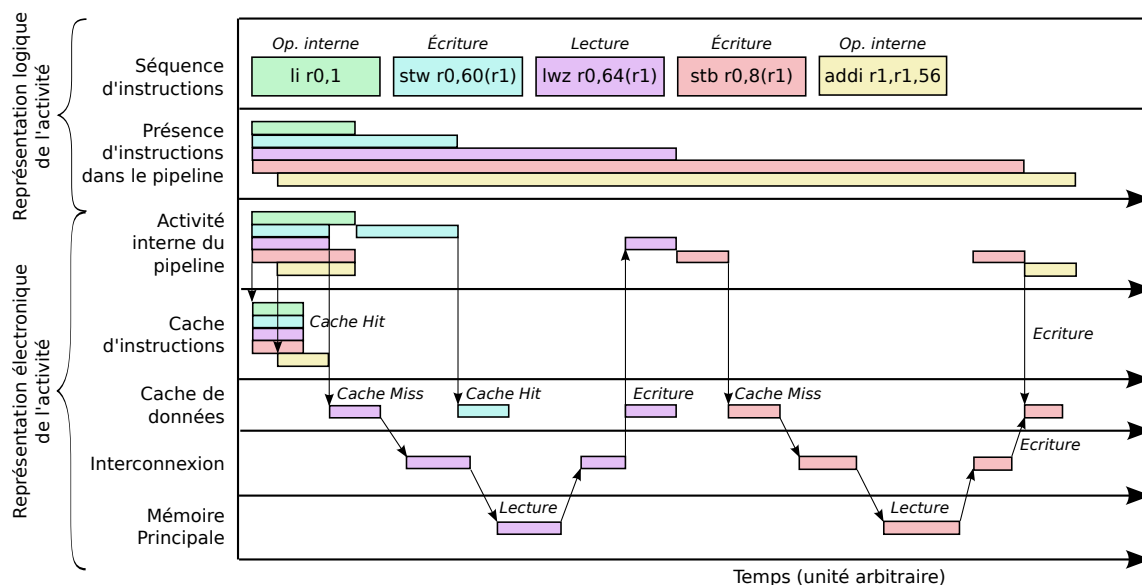 Représentation logique
de l'activité
Séquence
d'instructions
Op. interne
Écriture
Lecture
Écriture
Op. interne
li r0,1
stw r0,60(r1)
lwz r0,64(r1)
stb r0,8(r1)
addi r1,r1,56
Présence
d'instructions
dans le pipeline
Représentation électronique
de l'activité
Activité
interne du
pipeline
Cache
d'instructions
Cache Hit
Ecriture
Cache de
données
Cache Miss
Cache Hit
Ecriture
Cache Miss
Interconnexion
Ecriture
Mémoire
Principale
Lecture
Lecture
Temps (unité arbitraire)